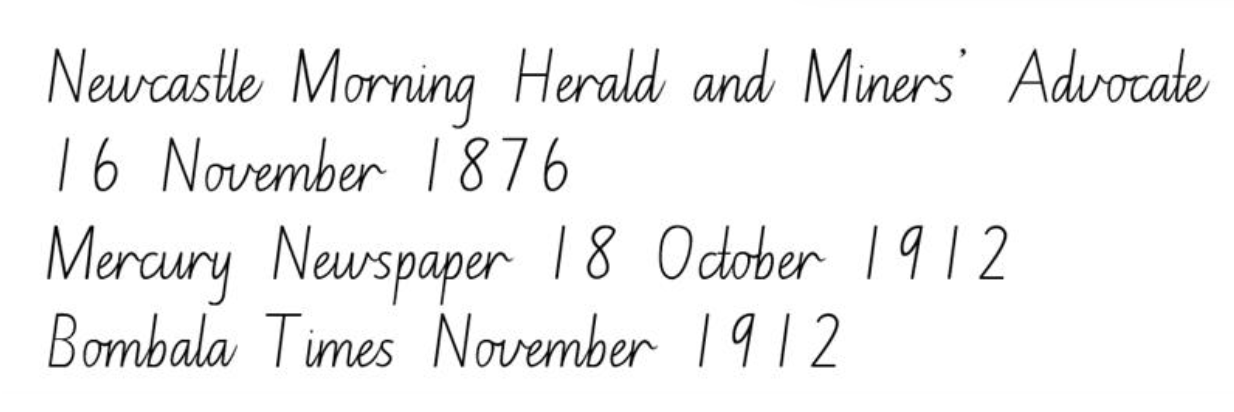 Newcastle Morning Herald and Miners' Advocate
16 November 1876
Mercury Newspaper 18 October 1912
Bombala Times November 1912